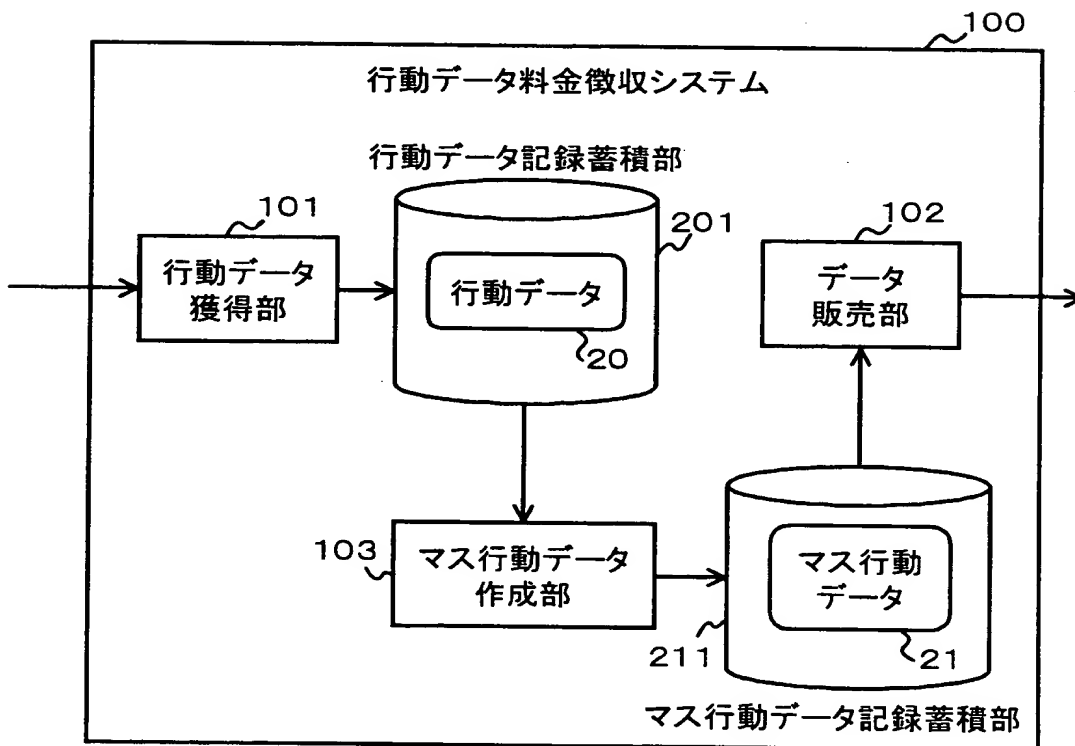 100
行動データ料金徴収システム
行動データ記録蓄積部
101
行動データ
獲得部
201
行動データ
20
102
データ
販売部
103
マス行動データ
作成部
マス行動
データ
211
21
マス行動データ記録蓄積部